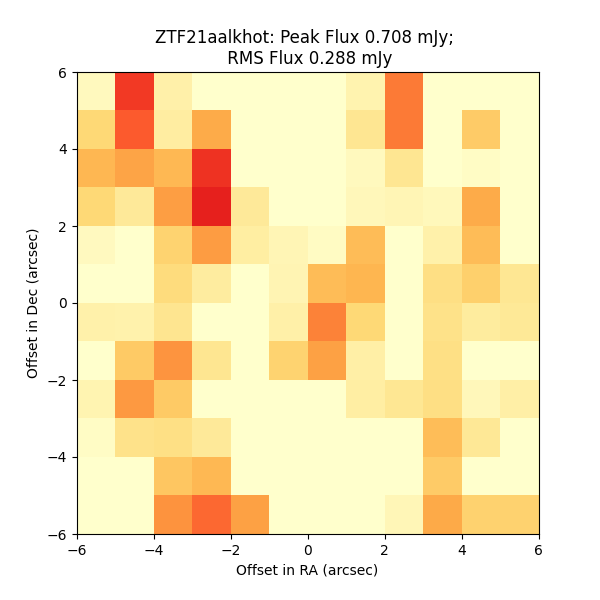 ZTF21aalkhot: Peak Flux 0.708 mJy;
RMS Flux 0.288 mJy
6
4
2
0
−2
−4
−6
Offset in Dec (arcsec)
−6 −4 −2 0 2 4 6
Offset in RA (arcsec)